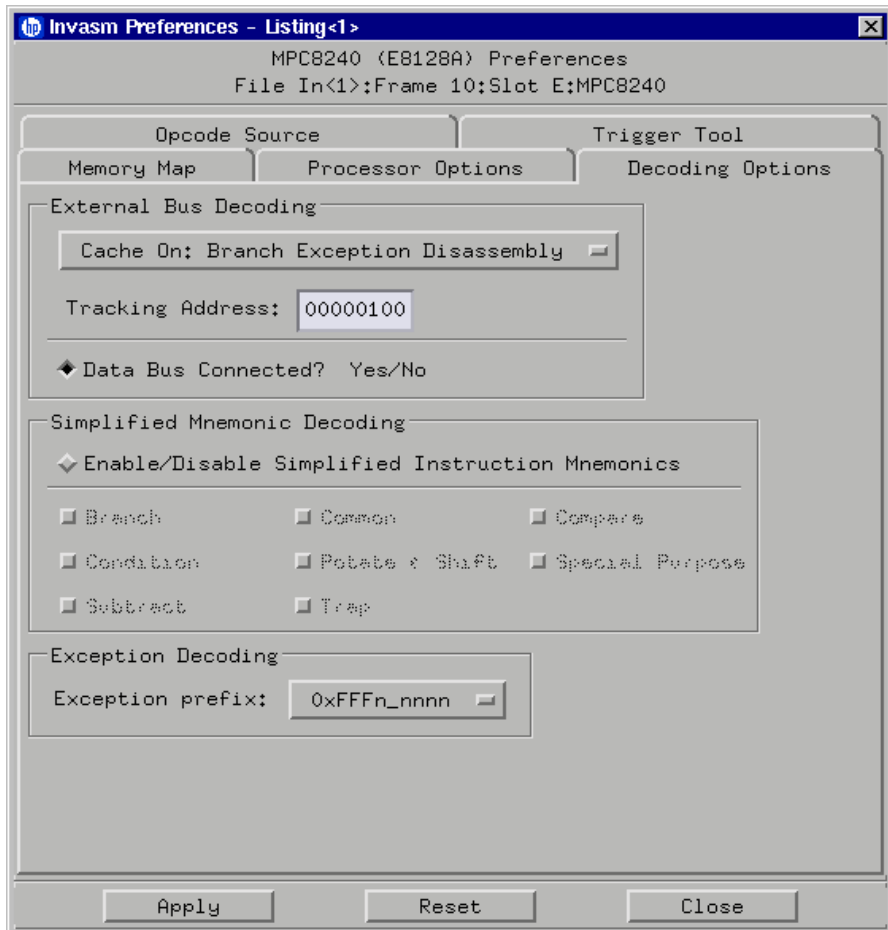 hp Invasm Preferences - Listing<1>
MPC8240 (E8128A) Preferences
File In<1>:Frame 10:Slot E:MPC8240
Opcode Source Trigger Tool
Memory Map Processor Options Decoding Options
External Bus Decoding
Cache On: Branch Exception Disassembly
Tracking Address: 00000100
Data Bus Connected? Yes/No
Simplified Mnemonic Decoding
Enable/Disable Simplified Instruction Mnemonics
Branch Common Compare
Condition Rotate & Shift Special Purpose
Subtract Trap
Exception Decoding
Exception prefix: 0xFFFn_nnnn
Apply Reset Close